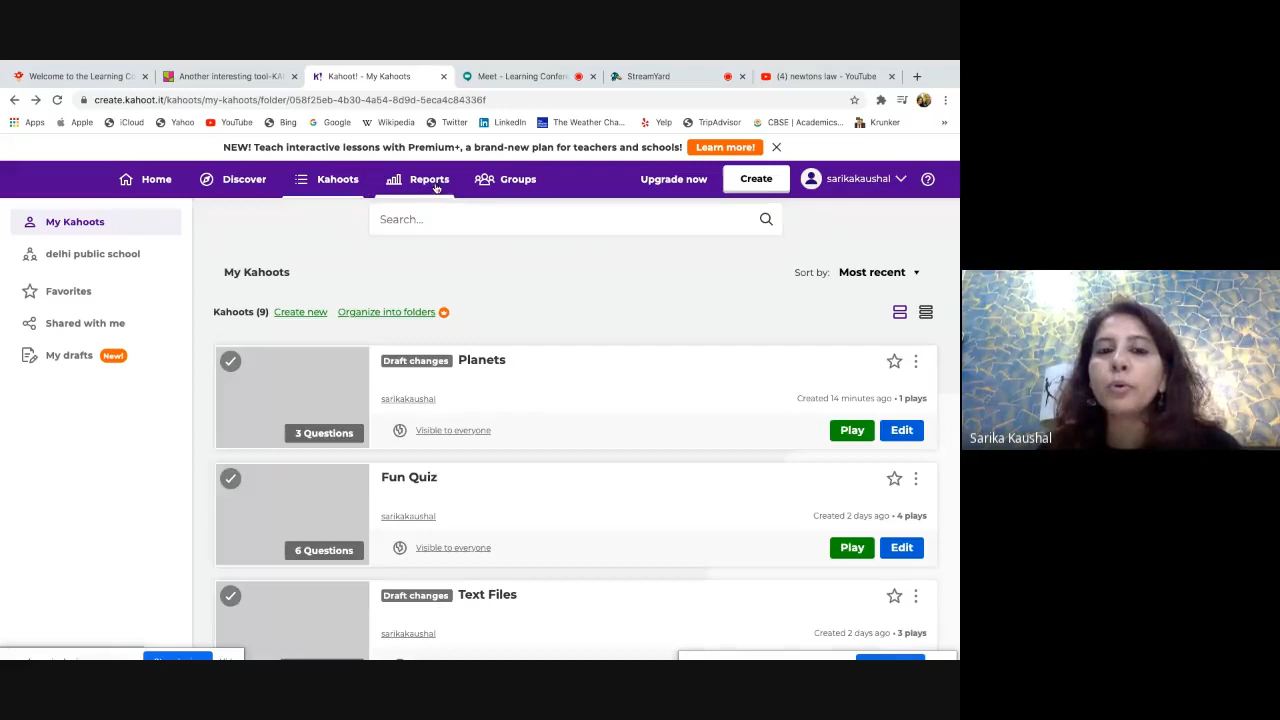 Welcome to the Learning Co
Another interesting tool-KA
K! Kahoot! - My Kahoots
Meet - Learning Conferen
StreamYard
(4) newtons law - YouTube
create.kahoot.it/kahoots/my-kahoots/folder/058f25eb-4b30-4a54-8d9d-5eca4c84336f
Apps Apple iCloud Yahoo YouTube Bing Google Wikipedia Twitter LinkedIn The Weather Cha... Yelp TripAdvisor CBSE | Academics... Krunker »
NEW! Teach interactive lessons with Premium+, a brand-new plan for teachers and schools! Learn more!
Home Discover Kahoots Reports Groups Upgrade now Create sarikakaushal
My Kahoots
delhi public school
Favorites
Shared with me
My drafts New!
Search...
My Kahoots Sort by: Most recent
Kahoots (9) Create new Organize into folders
Draft changes Planets
sarikakaushal Created 14 minutes ago • 1 plays
3 Questions Visible to everyone Play Edit
Fun Quiz
sarikakaushal Created 2 days ago • 4 plays
6 Questions Visible to everyone Play Edit
Draft changes Text Files
sarikakaushal Created 2 days ago • 3 plays
Sarika Kaushal